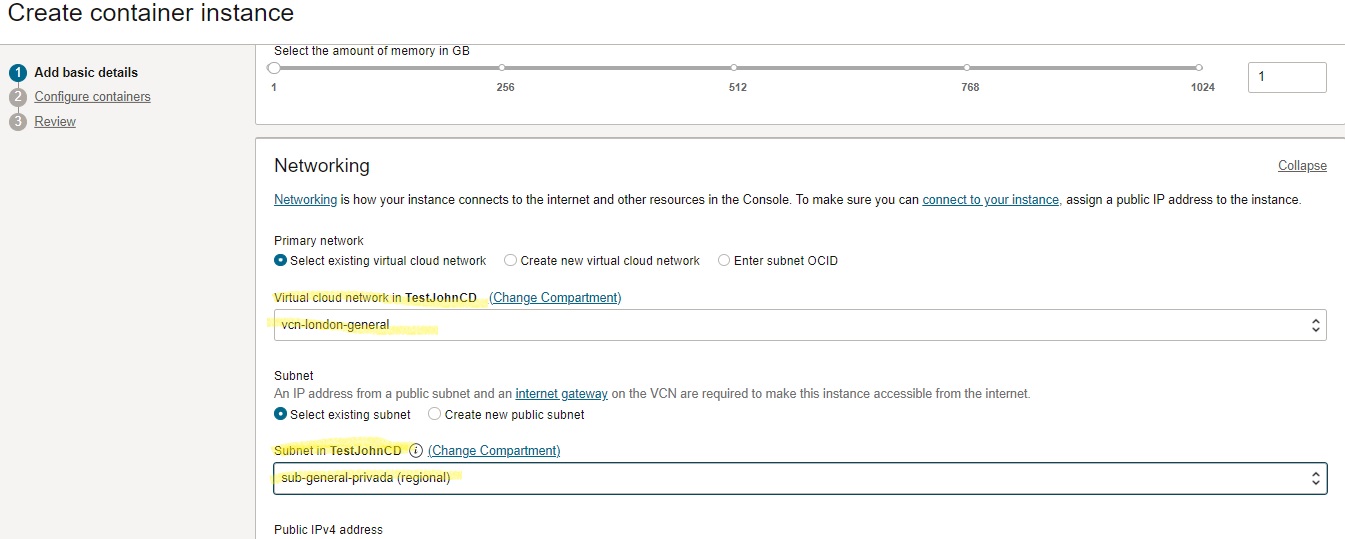 Create container instance
Select the amount of memory in GB
1
256
512
768
1024
1
1 Add basic details
2 Configure containers
3 Review
Networking
Collapse
Networking is how your instance connects to the internet and other resources in the Console. To make sure you can connect to your instance, assign a public IP address to the instance.
Primary network
Select existing virtual cloud network
Create new virtual cloud network
Enter subnet OCID
Virtual cloud network in TestJohnCD (Change Compartment)
vcn-london-general
Subnet
An IP address from a public subnet and an internet gateway on the VCN are required to make this instance accessible from the internet.
Select existing subnet
Create new public subnet
Subnet in TestJohnCD i (Change Compartment)
sub-general-privada (regional)
Public IPv4 address